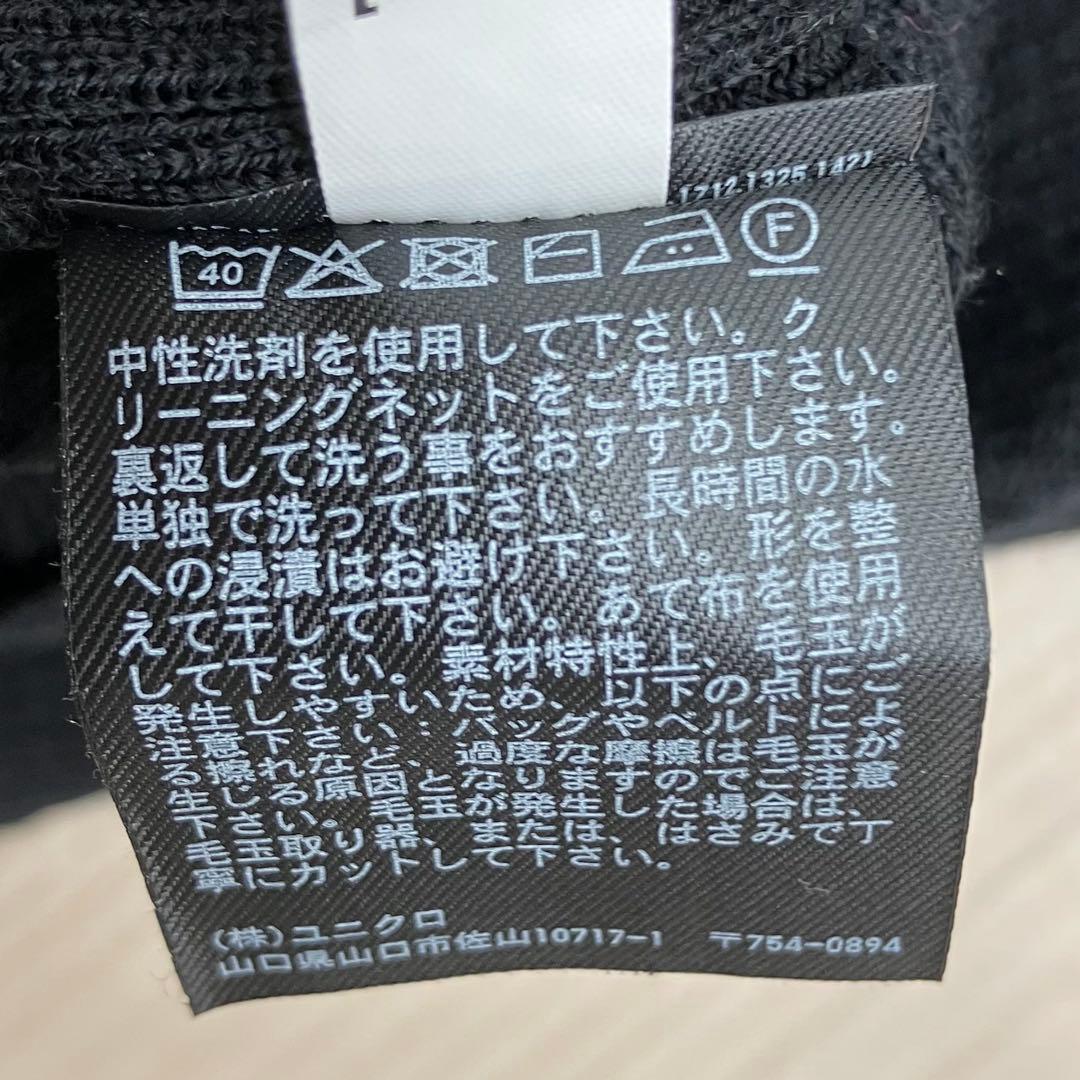 40
F
中性洗剤を使用して下さい。ク
リーニングネットをご使用下さい。
裏返して洗う事をおすすめします。
単独で洗って下さい。長時間の水
への浸漬はお避け下さい。形を整
えて干して下さい。あて布を使用
して下さい。素材特性上、毛玉が
発生しやすいため、以下の点にご
注意下さい:バッグやベルトによ
る擦れなど、過度な摩擦は毛玉が
生じる原因となりますのでご注意
下さい。毛玉が発生した場合は、
毛玉取り器、または、はさみで丁
寧にカットして下さい。
(株)ユニクロ
山口県山口市佐山10717-1 〒754-0894